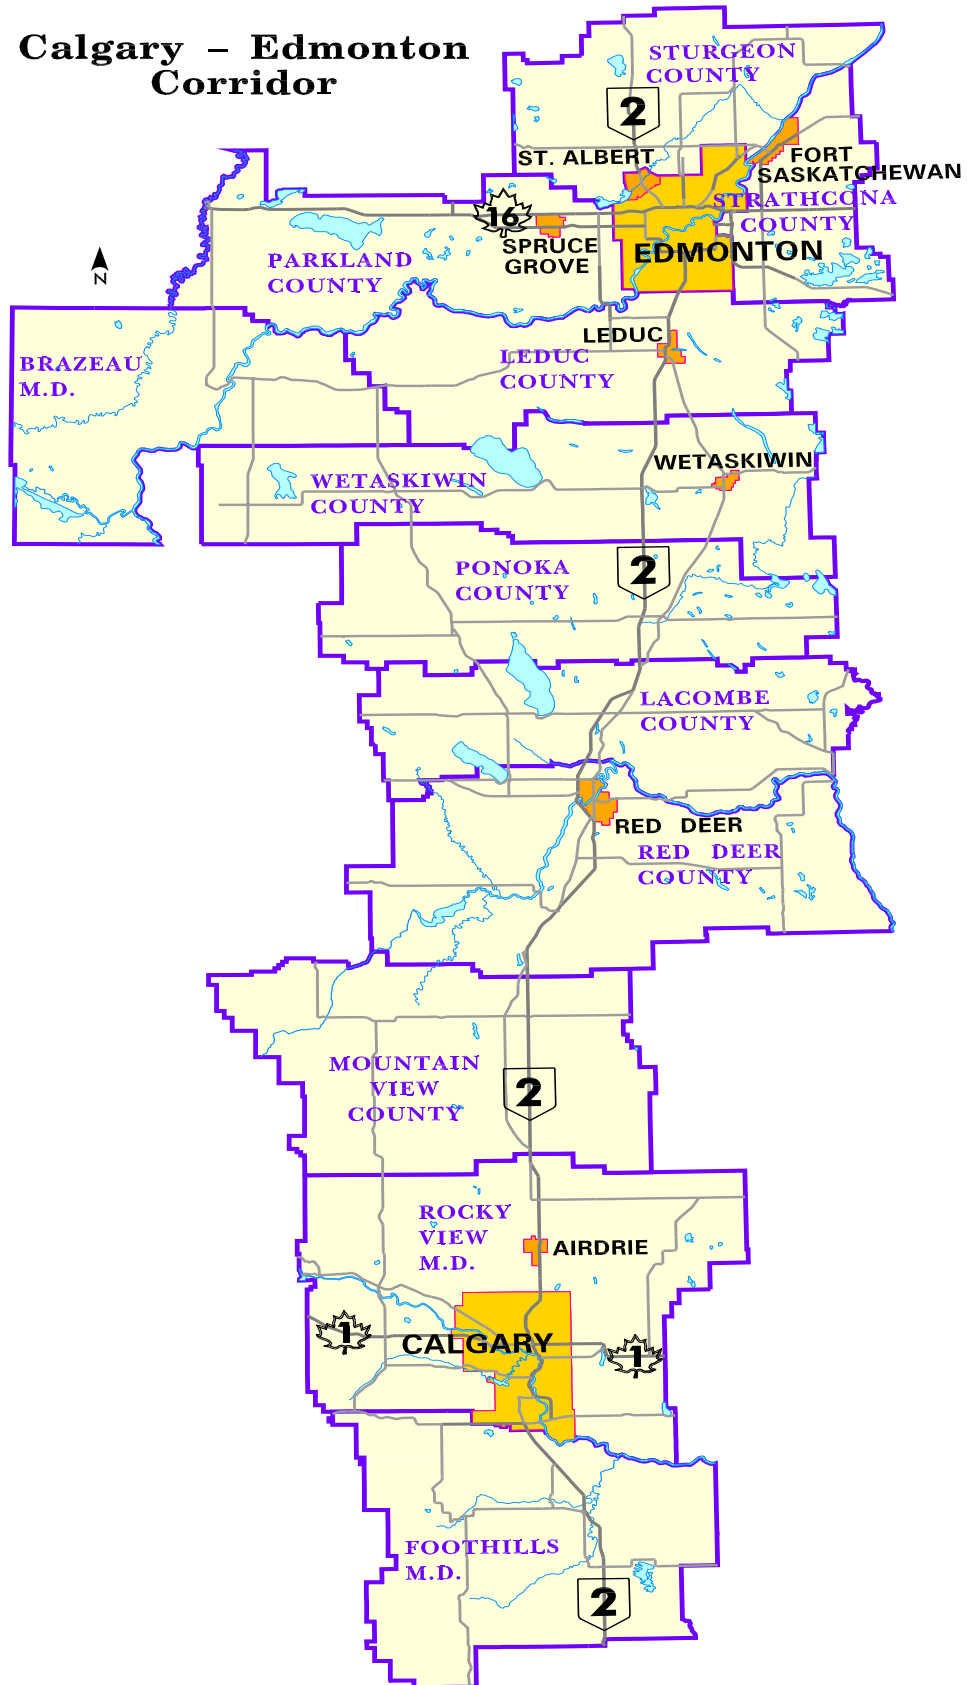 Calgary – Edmonton
Corridor
STURGEON
COUNTY
2
ST. ALBERT
FORT
SASKATCHEWAN
STRATHCONA
COUNTY
16
SPRUCE
GROVE
EDMONTON
PARKLAND
COUNTY
N
LEDUC
LEDUC
COUNTY
BRAZEAU
M.D.
WETASKIWIN
WETASKIWIN
COUNTY
PONOKA
COUNTY
2
LACOMBE
COUNTY
RED DEER
RED DEER
COUNTY
MOUNTAIN
VIEW
COUNTY
2
ROCKY
VIEW
M.D.
AIRDRIE
1
CALGARY
1
FOOTHILLS
M.D.
2